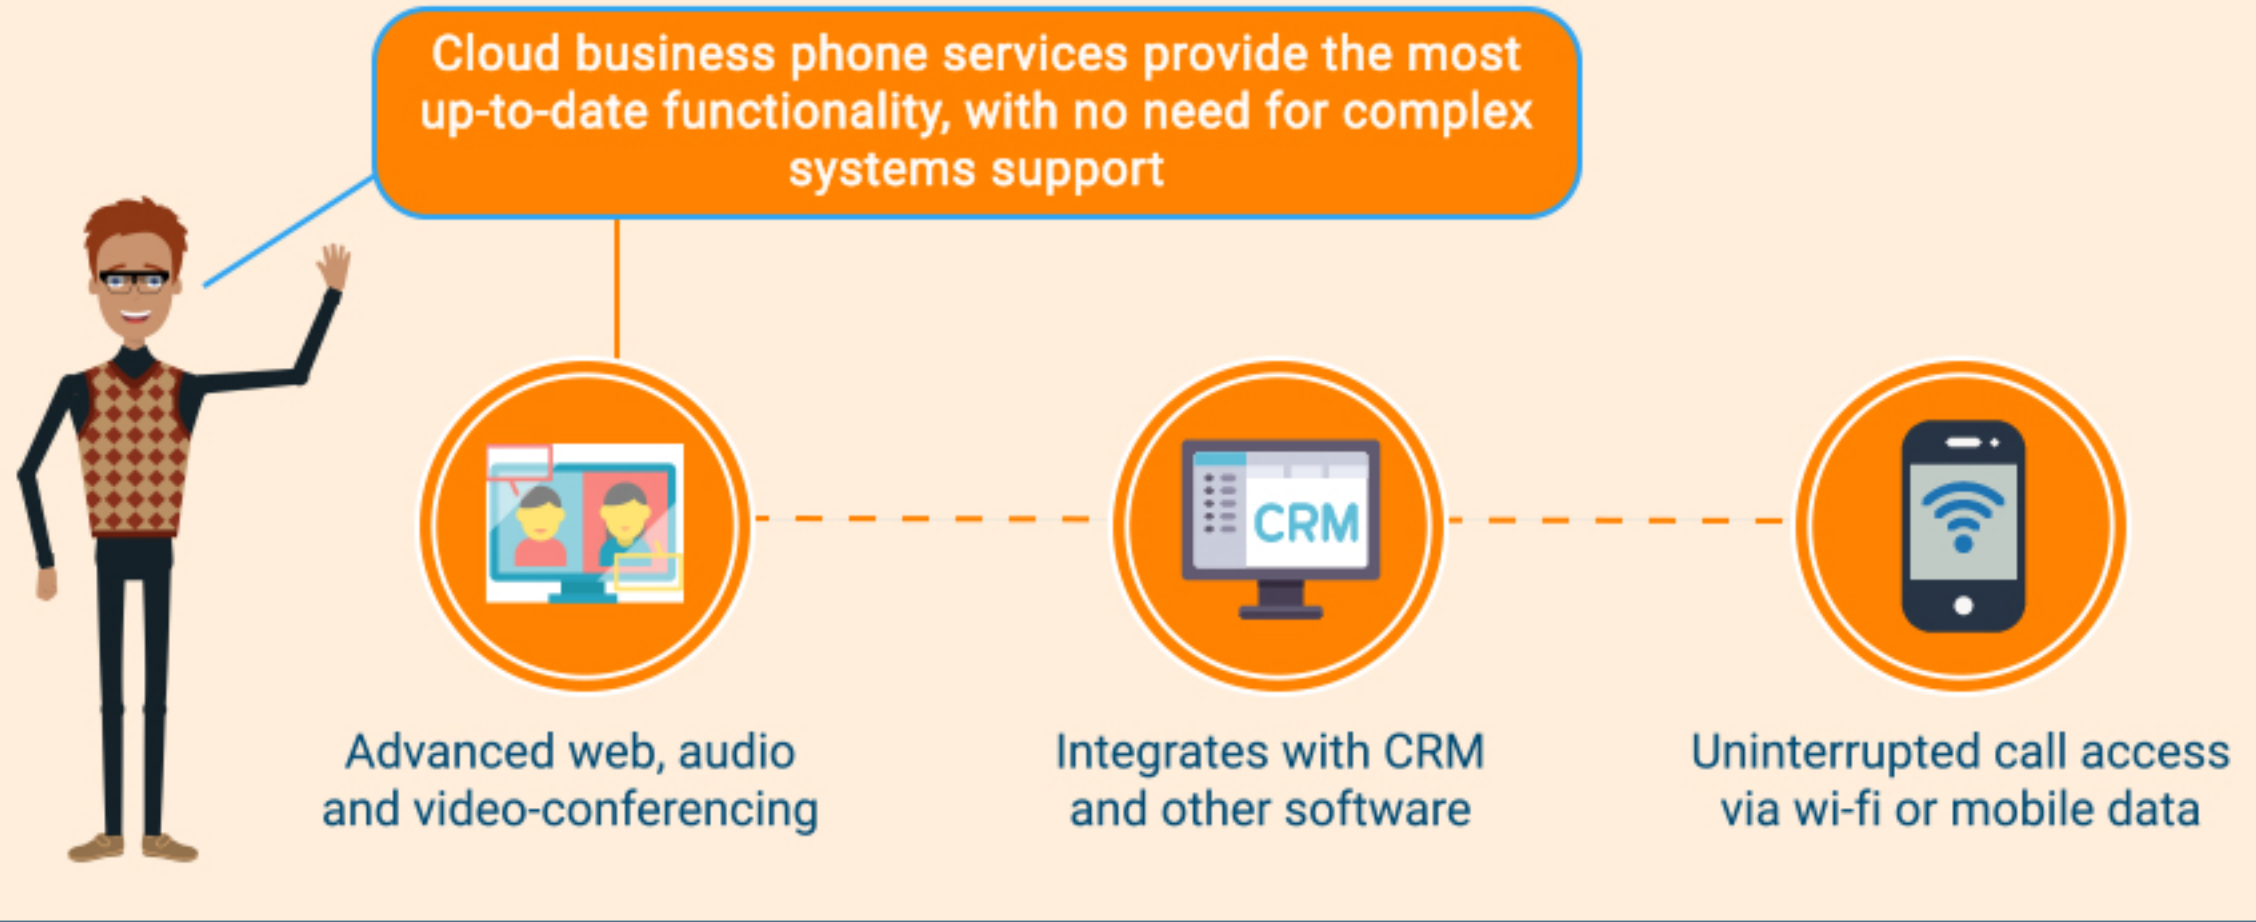 Cloud business phone services provide the most
up-to-date functionality, with no need for complex
systems support
CRM
Advanced web, audio
and video-conferencing
Integrates with CRM
and other software
Uninterrupted call access
via wi-fi or mobile data